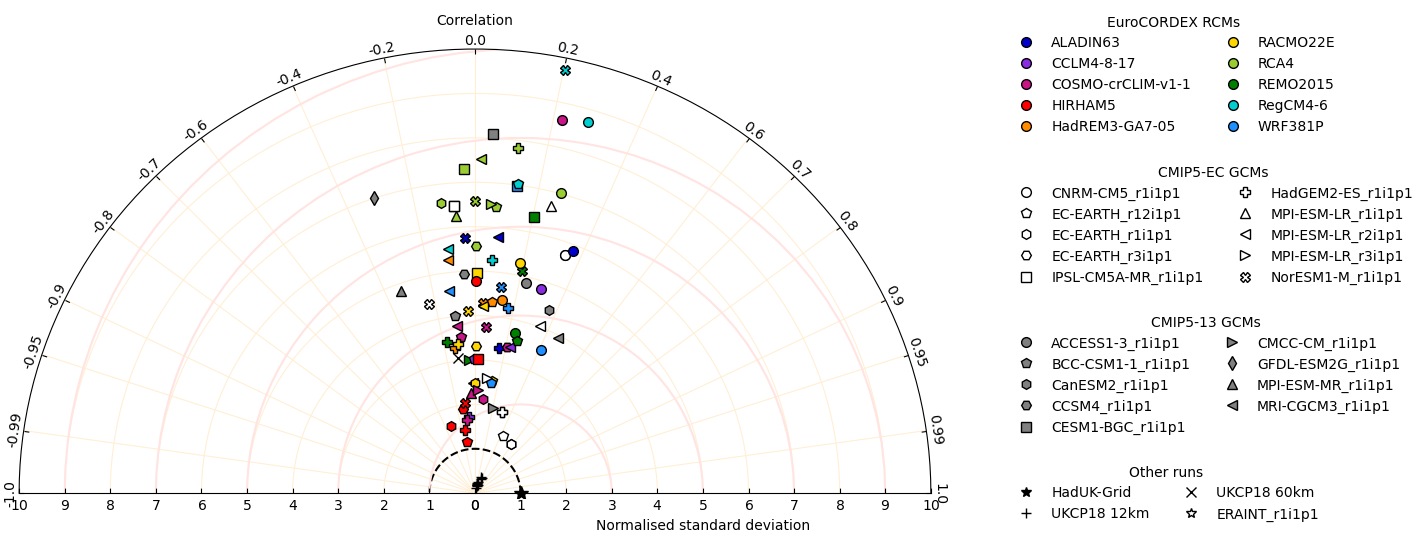 Correlation
0.0
-0.2
0.2
-0.4
0.4
-0.6
0.6
-0.7
0.7
-0.8
0.8
-0.9
0.9
-0.95
0.95
-0.99
0.99
-1.0
1.0
10 9 8 7 6 5 4 3 2 1 0 1 2 3 4 5 6 7 8 9 10
Normalised standard deviation
EuroCORDEX RCMs
ALADIN63 RACMO22E
CCLM4-8-17 RCA4
COSMO-crCLIM-v1-1 REMO2015
HIRHAM5 RegCM4-6
HadREM3-GA7-05 WRF381P
CMIP5-EC GCMs
CNRM-CM5_r1i1p1 HadGEM2-ES_r1i1p1
EC-EARTH_r12i1p1 MPI-ESM-LR_r1i1p1
EC-EARTH_r1i1p1 MPI-ESM-LR_r2i1p1
EC-EARTH_r3i1p1 MPI-ESM-LR_r3i1p1
IPSL-CM5A-MR_r1i1p1 NorESM1-M_r1i1p1
CMIP5-13 GCMs
ACCESS1-3_r1i1p1 CMCC-CM_r1i1p1
BCC-CSM1-1_r1i1p1 GFDL-ESM2G_r1i1p1
CanESM2_r1i1p1 MPI-ESM-MR_r1i1p1
CCSM4_r1i1p1 MRI-CGCM3_r1i1p1
CESM1-BGC_r1i1p1
Other runs
HadUK-Grid UKCP18 60km
UKCP18 12km ERAINT_r1i1p1